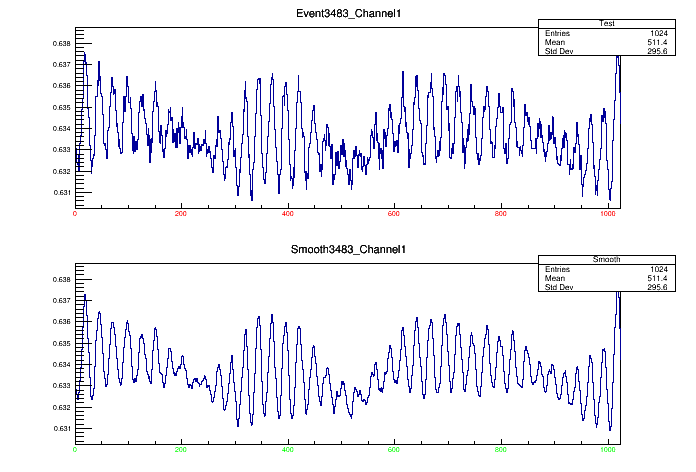 Event3483_Channel1
Test
Entries 1024
Mean 511.4
Std Dev 295.6
0.638
0.637
0.636
0.635
0.634
0.633
0.632
0.631
0 200 400 600 800 1000
Smooth3483_Channel1
Smooth
Entries 1024
Mean 511.4
Std Dev 295.6
0.638
0.637
0.636
0.635
0.634
0.633
0.632
0.631
0 200 400 600 800 1000